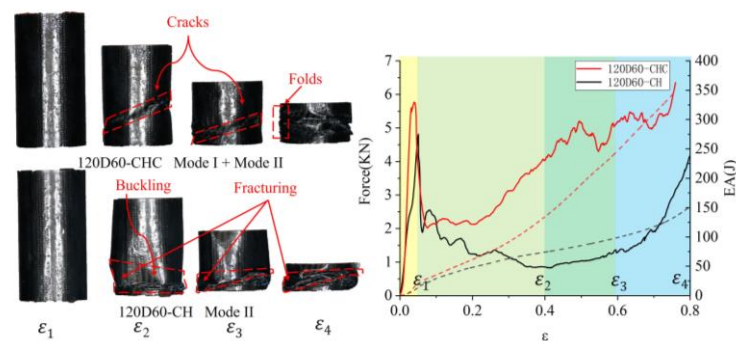 Cracks
Folds
120D60-CHC Mode I + Mode II
Buckling
Fracturing
120D60-CH Mode II
ε1 ε2 ε3 ε4
120D60-CHC
120D60-CH
Force(KN)
7
6
5
4
3
2
1
0
EA(J)
400
350
300
250
200
150
100
50
0
ε1 ε2 ε3 ε4
0.0 0.2 0.4 0.6 0.8
ε